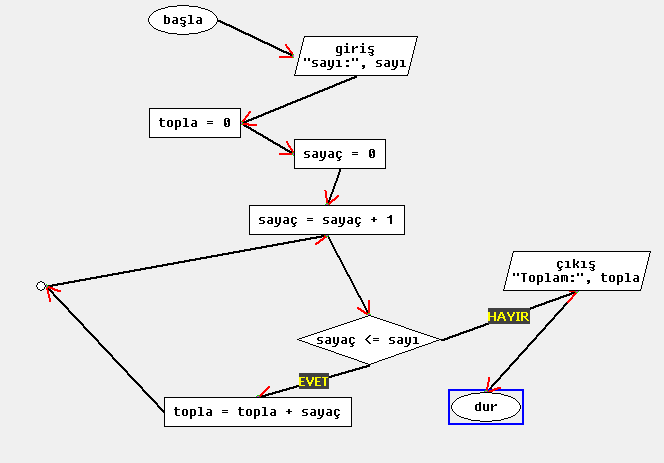 başla
giriş
"sayı:", sayı
topla = 0
sayaç = 0
sayaç = sayaç + 1
çıkış
"Toplam:", topla
HAYIR
sayaç <= sayı
EVET
topla = topla + sayaç
dur